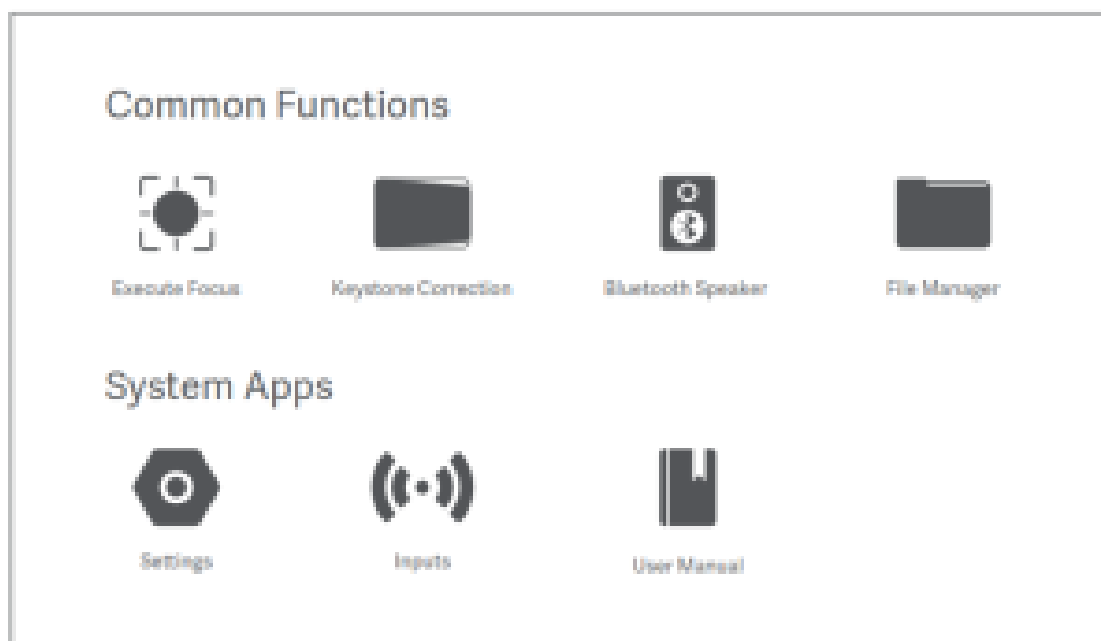 Common Functions
Execute Focus Keystone Correction Bluetooth Speaker File Manager
System Apps
Settings Inputs User Manual